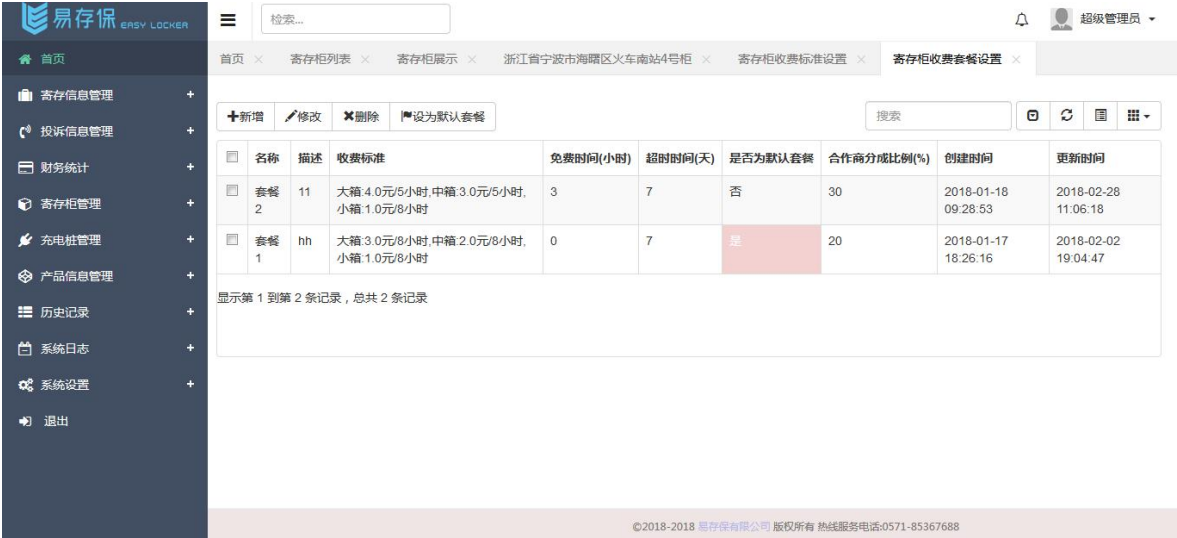 易存保 EASY LOCKER
检索...
超级管理员
首页
寄存信息管理
投诉信息管理
财务统计
寄存柜管理
充电桩管理
产品信息管理
历史记录
系统日志
系统设置
退出
首页 × 寄存柜列表 × 寄存柜展示 × 浙江省宁波市海曙区火车南站4号柜 × 寄存柜收费标准设置 × 寄存柜收费套餐设置 ×
新增 修改 删除 设为默认套餐 搜索
名称 描述 收费标准 免费时间(小时) 超时时间(天) 是否为默认套餐 合作商分成比例(%) 创建时间 更新时间
套餐 11 大箱:4.0元/5小时,中箱:3.0元/5小时, 3 7 否 30 2018-01-18 2018-02-28
2 小箱:1.0元/8小时 09:28:53 11:06:18
套餐 hh 大箱:3.0元/8小时,中箱:2.0元/8小时, 0 7 是 20 2018-01-17 2018-02-02
1 小箱:1.0元/8小时 18:26:16 19:04:47
显示第 1 到第 2 条记录，总共 2 条记录
©2018-2018 易存保有限公司 版权所有 热线服务电话:0571-85367688